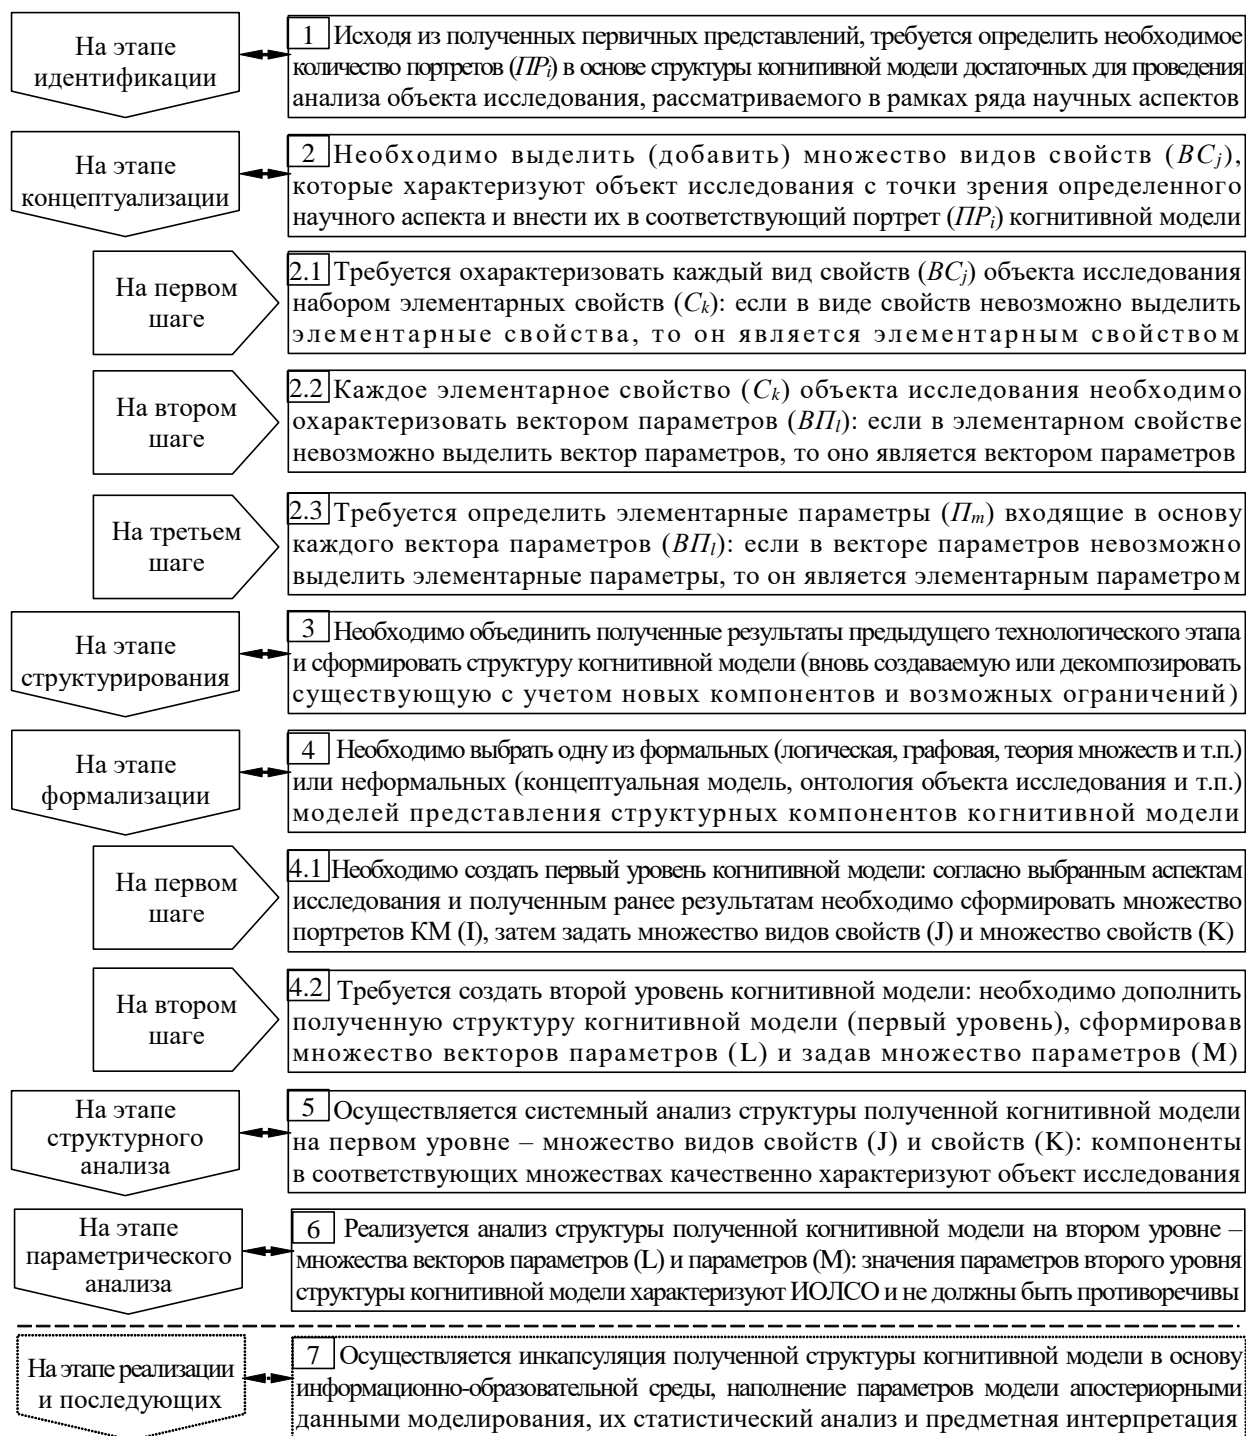 На этапе
идентификации
1 Исходя из полученных первичных представлений, требуется определить необходимое
количество портретов (ПРi) в основе структуры когнитивной модели достаточных для проведения
анализа объекта исследования, рассматриваемого в рамках ряда научных аспектов
На этапе
концептуализации
2 Необходимо выделить (добавить) множество видов свойств (ВСj),
которые характеризуют объект исследования с точки зрения определенного
научного аспекта и внести их в соответствующий портрет (ПРi) когнитивной модели
На первом
шаге
2.1 Требуется охарактеризовать каждый вид свойств (ВСj) объекта исследования
набором элементарных свойств (Сk): если в виде свойств невозможно выделить
элементарные свойства, то он является элементарным свойством
На втором
шаге
2.2 Каждое элементарное свойство (Сk) объекта исследования необходимо
охарактеризовать вектором параметров (ВПl): если в элементарном свойстве
невозможно выделить вектор параметров, то оно является вектором параметров
На третьем
шаге
2.3 Требуется определить элементарные параметры (Пm) входящие в основу
каждого вектора параметров (ВПl): если в векторе параметров невозможно
выделить элементарные параметры, то он является элементарным параметром
На этапе
структурирования
3 Необходимо объединить полученные результаты предыдущего технологического этапа
и сформировать структуру когнитивной модели (вновь создаваемую или декомпозировать
существующую с учетом новых компонентов и возможных ограничений)
На этапе
формализации
4 Необходимо выбрать одну из формальных (логическая, графовая, теория множеств и т.п.)
или неформальных (концептуальная модель, онтология объекта исследования и т.п.)
моделей представления структурных компонентов когнитивной модели
На первом
шаге
4.1 Необходимо создать первый уровень когнитивной модели: согласно выбранным аспектам
исследования и полученным ранее результатам необходимо сформировать множество
портретов КМ (I), затем задать множество видов свойств (J) и множество свойств (K)
На втором
шаге
4.2 Требуется создать второй уровень когнитивной модели: необходимо дополнить
полученную структуру когнитивной модели (первый уровень), сформировав
множество векторов параметров (L) и задав множество параметров (M)
На этапе
структурного
анализа
5 Осуществляется системный анализ структуры полученной когнитивной модели
на первом уровне – множество видов свойств (J) и свойств (K): компоненты
в соответствующих множествах качественно характеризуют объект исследования
На этапе
параметрического
анализа
6 Реализуется анализ структуры полученной когнитивной модели на втором уровне –
множества векторов параметров (L) и параметров (M): значения параметров второго уровня
структуры когнитивной модели характеризуют ИОЛСО и не должны быть противоречивы
На этапе реализации
и последующих
7 Осуществляется инкапсуляция полученной структуры когнитивной модели в основу
информационно-образовательной среды, наполнение параметров модели апостериорными
данными моделирования, их статистический анализ и предметная интерпретация